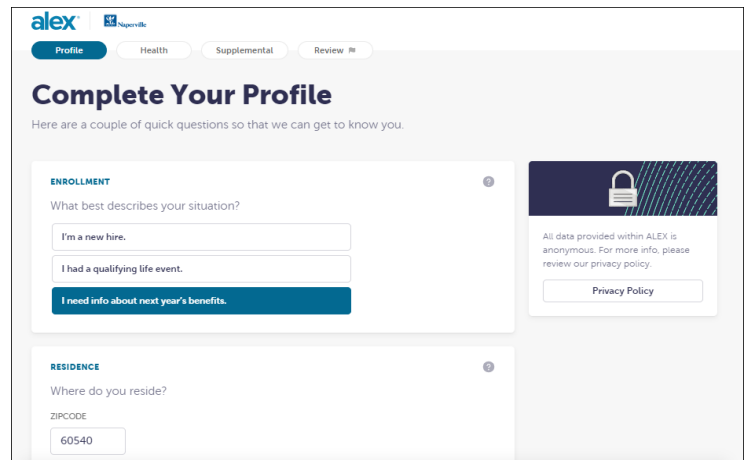 alex Naperville
Profile Health Supplemental Review
Complete Your Profile
Here are a couple of quick questions so that we can get to know you.
ENROLLMENT
What best describes your situation?
I'm a new hire.
I had a qualifying life event.
I need info about next year's benefits.
All data provided within ALEX is
anonymous. For more info, please
review our privacy policy.
Privacy Policy
RESIDENCE
Where do you reside?
ZIPCODE
60540